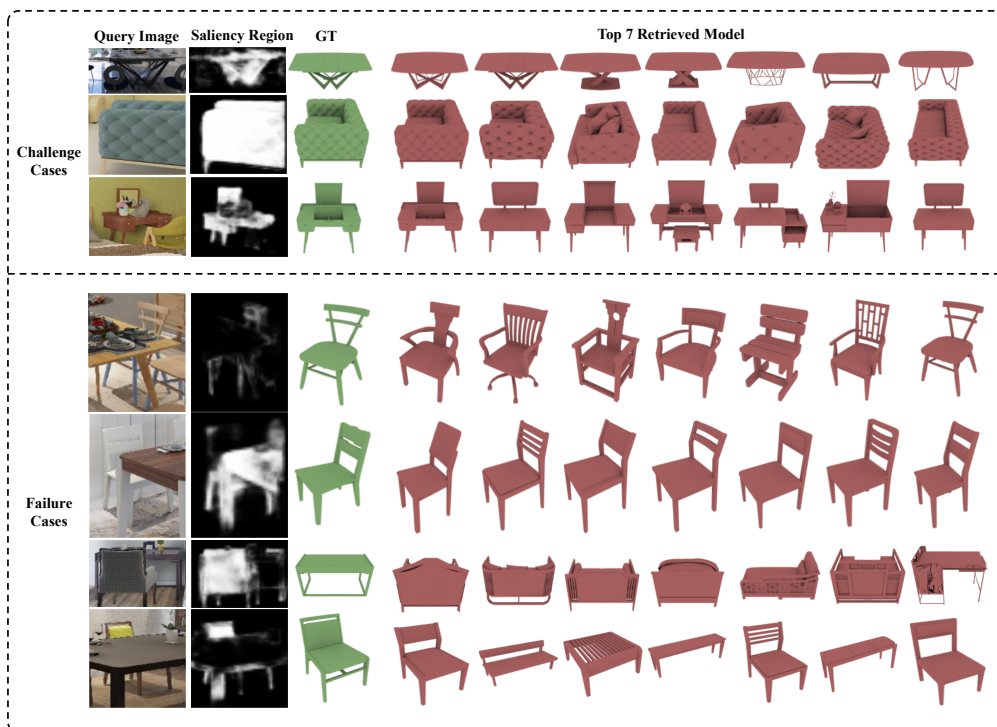 Query Image
Saliency Region
GT
Top 7 Retrieved Model
Challenge
Cases
Failure
Cases